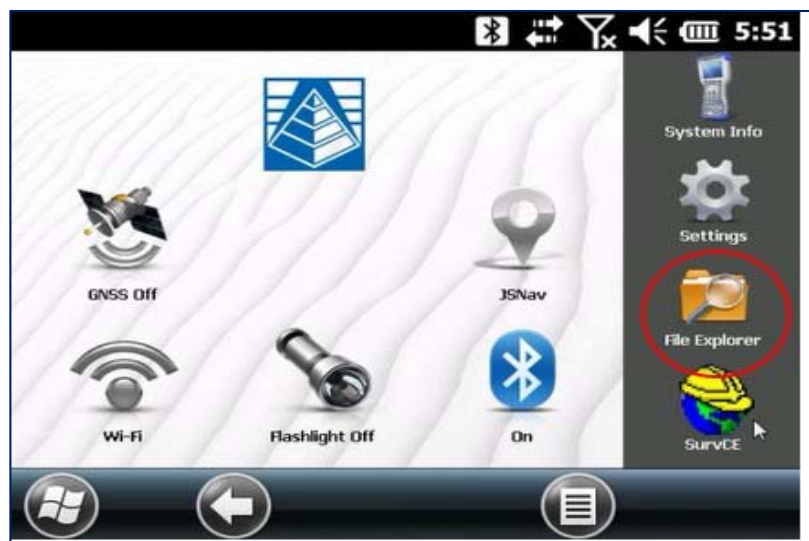 5:51
System Info
Settings
GNSS Off
JSNav
File Explorer
Wi-Fi
Flashlight Off
On
SurvCE